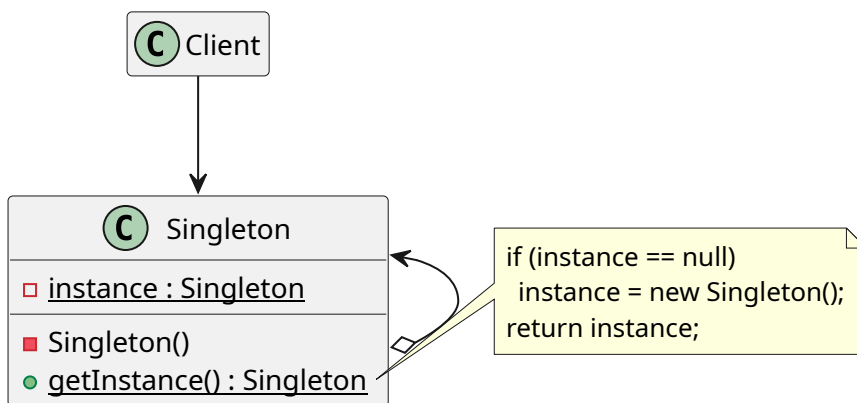 C Client
C Singleton
instance : Singleton
Singleton()
getInstance() : Singleton
if (instance == null)
  instance = new Singleton();
return instance;